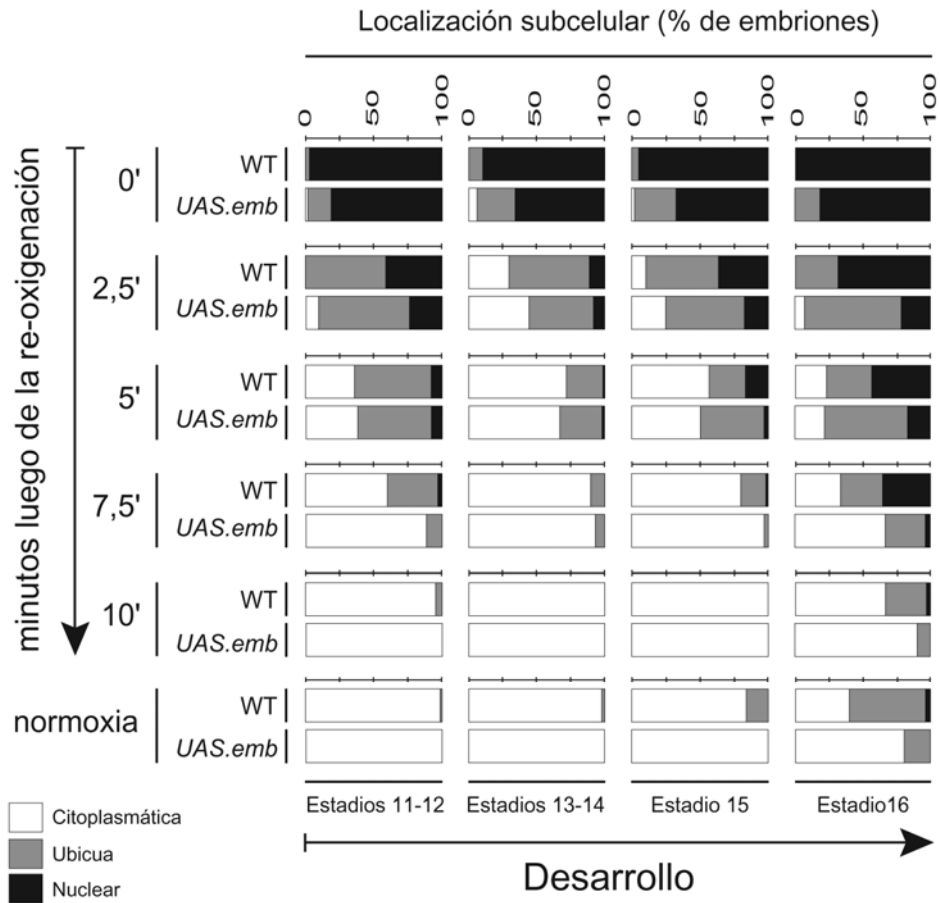 Localización subcelular (% de embriones)
0 50 100 0 50 100 0 50 100 0 50 100
minutos luego de la re-oxigenación
0'
WT
UAS.emb
2,5'
WT
UAS.emb
5'
WT
UAS.emb
7,5'
WT
UAS.emb
10'
WT
UAS.emb
normoxia
WT
UAS.emb
Estadios 11-12 Estadios 13-14 Estadio 15 Estadio16
Desarrollo
Citoplasmática
Ubicua
Nuclear